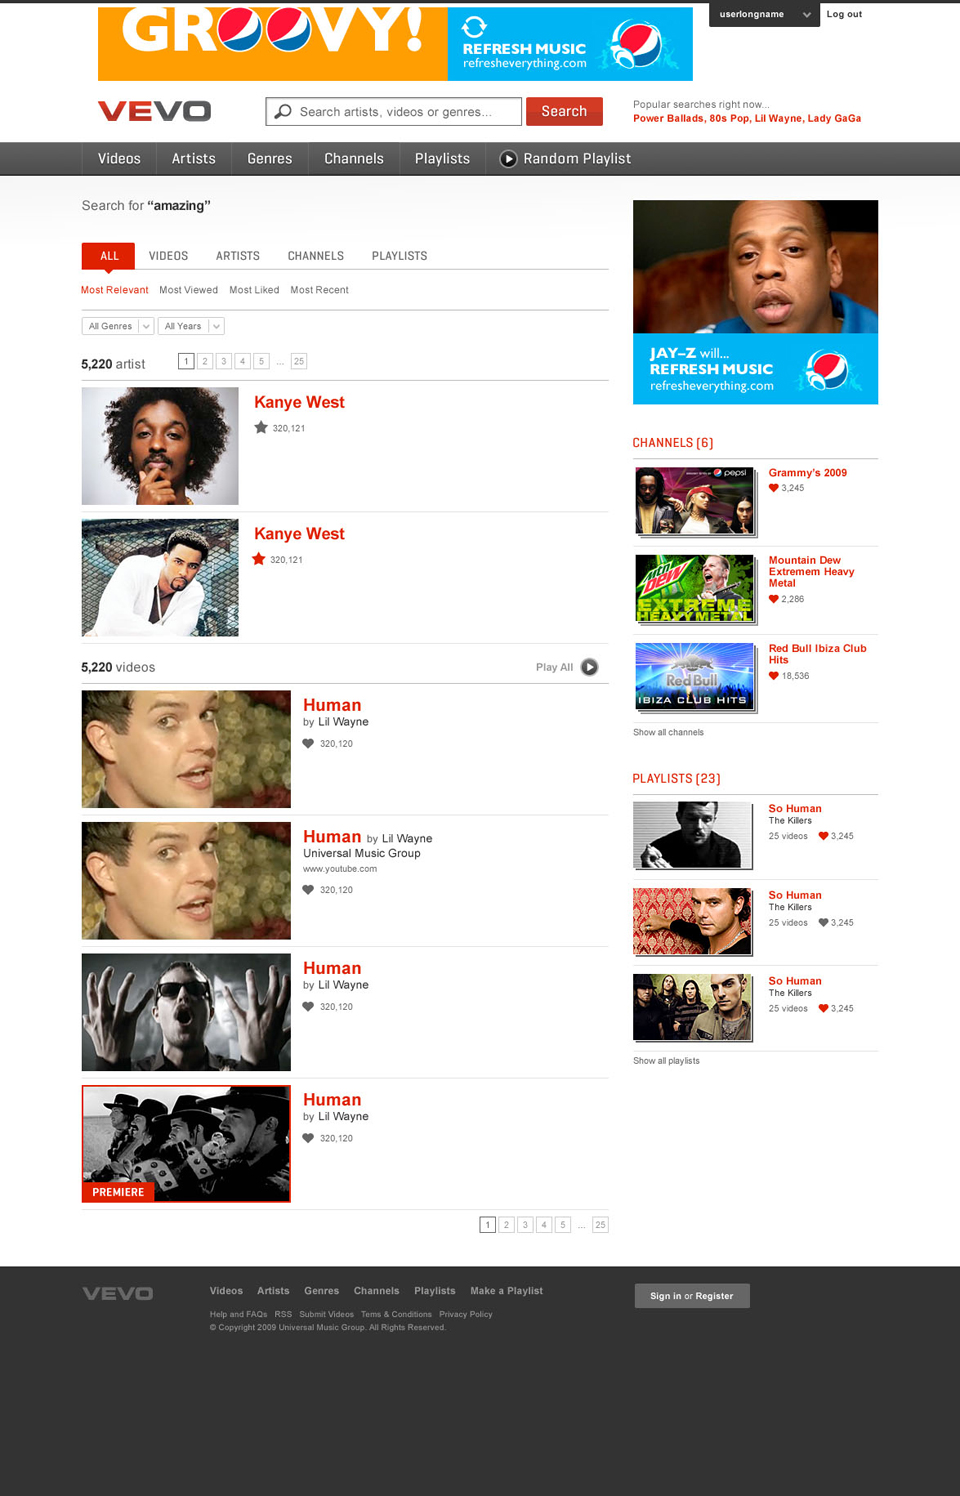 GROOVY!
REFRESH MUSIC
refresheverything.com
userlongname
Log out
VEVO
Search artists, videos or genres...
Search
Popular searches right now...
Power Ballads, 80s Pop, Lil Wayne, Lady GaGa
Videos
Artists
Genres
Channels
Playlists
Random Playlist
Search for “amazing”
ALL
VIDEOS
ARTISTS
CHANNELS
PLAYLISTS
Most Relevant
Most Viewed
Most Liked
Most Recent
All Genres
All Years
5,220 artist
1 2 3 4 5 ... 25
Kanye West
320,121
Kanye West
320,121
5,220 videos
Play All
Human
by Lil Wayne
320,120
Human by Lil Wayne
Universal Music Group
www.youtube.com
320,120
Human
by Lil Wayne
320,120
PREMIERE
Human
by Lil Wayne
320,120
1 2 3 4 5 ... 25
JAY–Z will...
REFRESH MUSIC
refresheverything.com
CHANNELS (6)
pepsi
Grammy's 2009
3,245
Mtn
DEW
EXTREME
HEAVY METAL
Mountain Dew
Extremem Heavy
Metal
2,286
Red Bull
IBIZA CLUB HITS
Red Bull Ibiza Club
Hits
18,536
Show all channels
PLAYLISTS (23)
So Human
The Killers
25 videos 3,245
So Human
The Killers
25 videos 3,245
So Human
The Killers
25 videos 3,245
Show all playlists
VEVO
Videos Artists Genres Channels Playlists Make a Playlist
Help and FAQs RSS Submit Videos Tems & Conditions Privacy Policy
© Copyright 2009 Universal Music Group. All Rights Reserved.
Sign in or Register